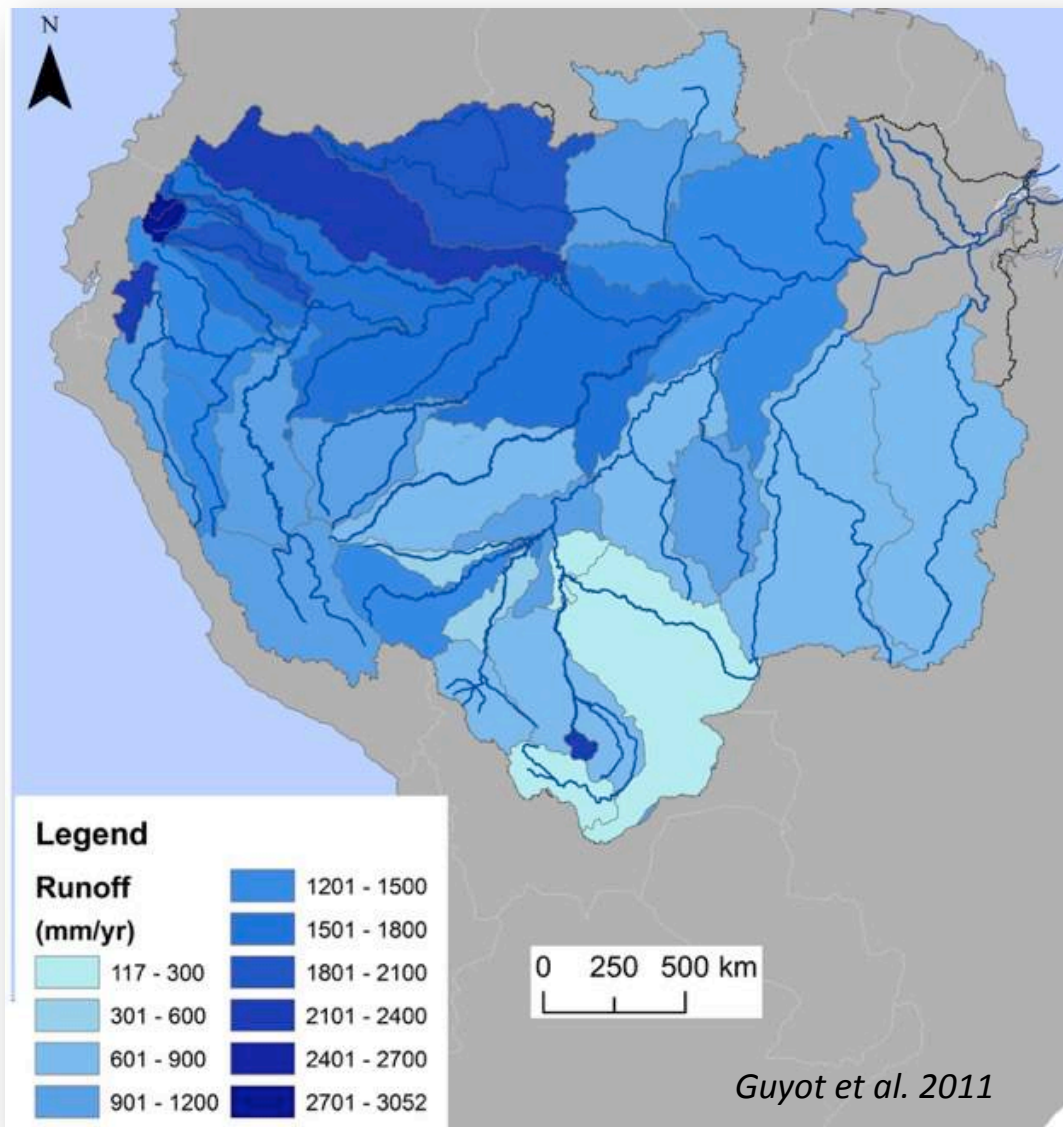 N
Legend
Runoff
(mm/yr)
117 - 300
301 - 600
601 - 900
901 - 1200
1201 - 1500
1501 - 1800
1801 - 2100
2101 - 2400
2401 - 2700
2701 - 3052
0 250 500 km
Guyot et al. 2011